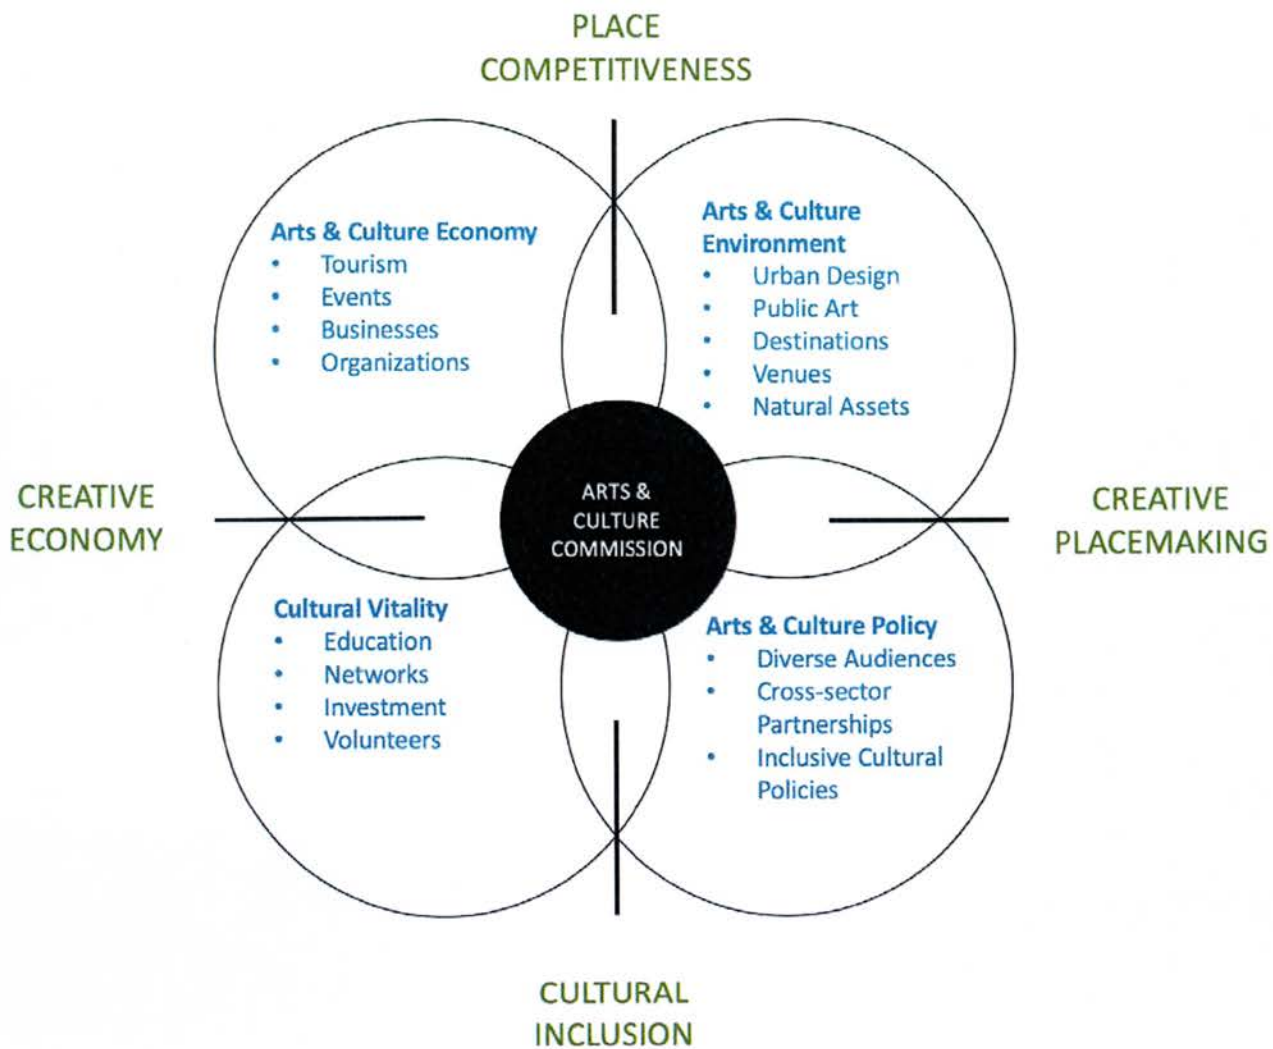 PLACE
COMPETITIVENESS
Arts & Culture Economy
• Tourism
• Events
• Businesses
• Organizations
Arts & Culture
Environment
• Urban Design
• Public Art
• Destinations
• Venues
• Natural Assets
CREATIVE
ECONOMY
ARTS &
CULTURE
COMMISSION
CREATIVE
PLACEMAKING
Cultural Vitality
• Education
• Networks
• Investment
• Volunteers
Arts & Culture Policy
• Diverse Audiences
• Cross-sector
Partnerships
• Inclusive Cultural
Policies
CULTURAL
INCLUSION